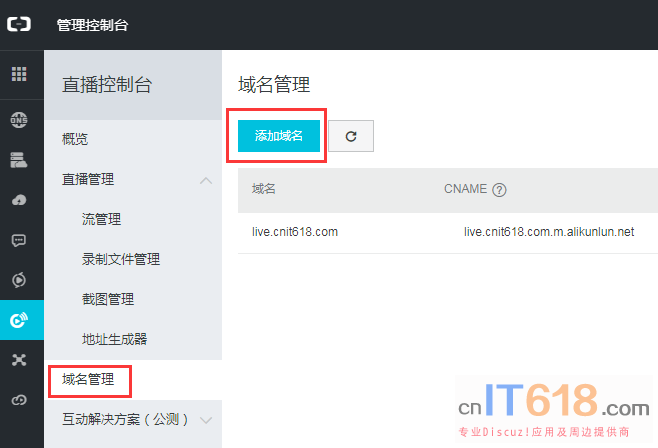 管理控制台
直播控制台
概览
直播管理
流管理
录制文件管理
截图管理
地址生成器
域名管理
互动解决方案（公测）
域名管理
添加域名
域名 CNAME ?
live.cnit618.com live.cnit618.com.m.alikunlun.net
DNS
cnIT618.com
专业Discuz!应用及周边提供商